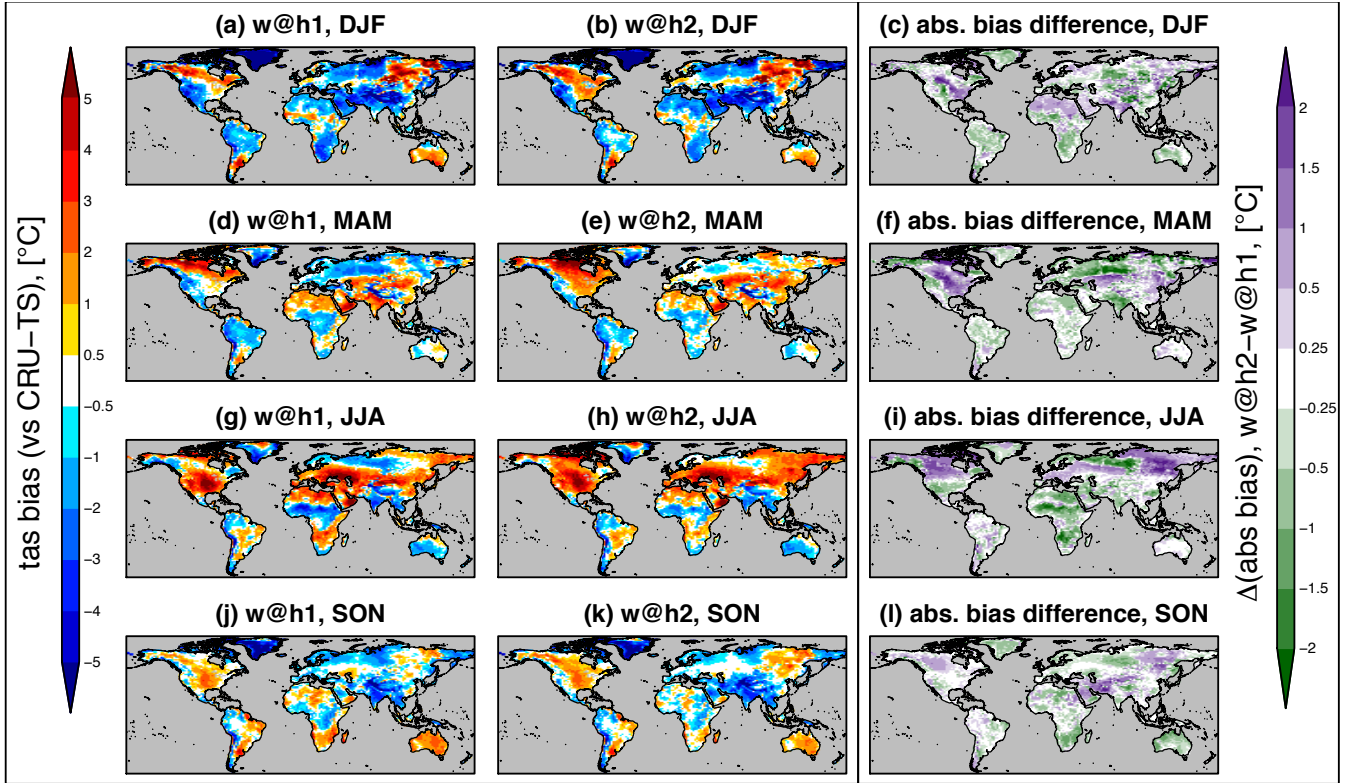 (a) w@h1, DJF
(b) w@h2, DJF
(c) abs. bias difference, DJF
(d) w@h1, MAM
(e) w@h2, MAM
(f) abs. bias difference, MAM
(g) w@h1, JJA
(h) w@h2, JJA
(i) abs. bias difference, JJA
(j) w@h1, SON
(k) w@h2, SON
(l) abs. bias difference, SON
tas bias (vs CRU−TS), [°C]
5
4
3
2
1
0.5
−0.5
−1
−2
−3
−4
−5
Δ(abs bias), w@h2−w@h1, [°C]
2
1.5
1
0.5
0.25
−0.25
−0.5
−1
−1.5
−2